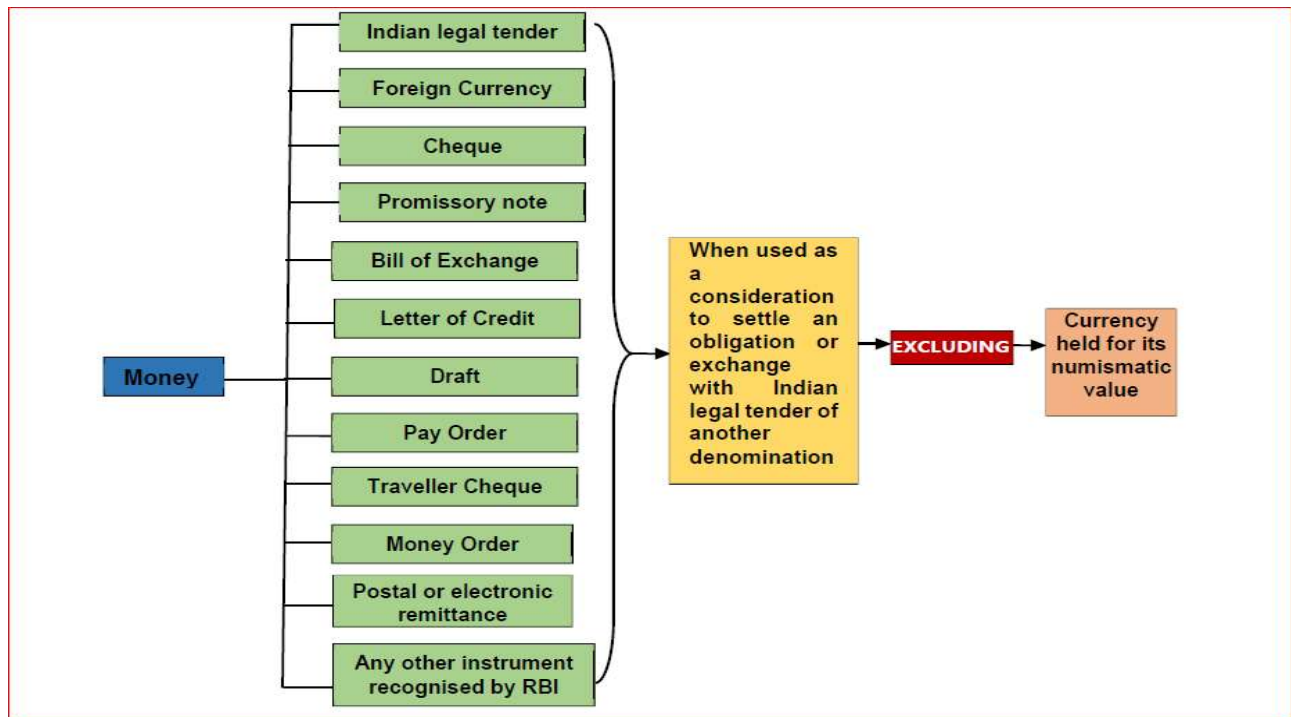 Indian legal tender
Foreign Currency
Cheque
Promissory note
Bill of Exchange
Letter of Credit
Money
Draft
Pay Order
Traveller Cheque
Money Order
Postal or electronic
remittance
Any other instrument
recognised by RBI
When used as
a
consideration
to settle an
obligation or
exchange
with Indian
legal tender of
another
denomination
EXCLUDING
Currency
held for its
numismatic
value